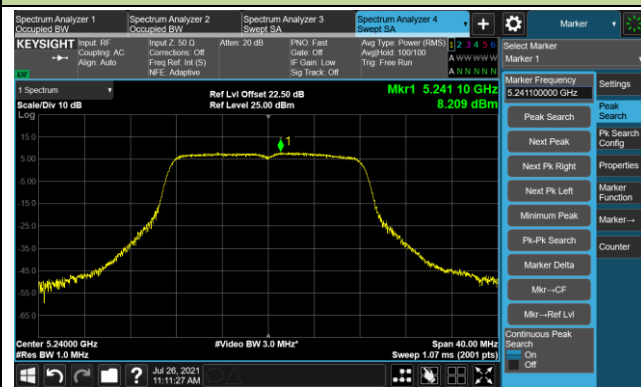 Spectrum Analyzer 1
Occupied BW
Spectrum Analyzer 2
Occupied BW
Spectrum Analyzer 3
Swept SA
Spectrum Analyzer 4
Swept SA
Marker
KEYSIGHT
Input: RF
Coupling: AC
Align: Auto
Input Z: 50 Ω
Corrections: Off
Freq Ref: Int (S)
NFE: Adaptive
Atten: 20 dB
PNO: Fast
Gate: Off
IF Gain: Low
Sig Track: Off
Avg Type: Power (RMS)
Avg|Hold: 100/100
Trig: Free Run
1 2 3 4 5 6
A W W W W W
A N N N N N
Select Marker
Marker 1
1 Spectrum
Scale/Div 10 dB
Log
Ref Lvl Offset 22.50 dB
Ref Level 25.00 dBm
Mkr1 5.241 10 GHz
8.209 dBm
1
15.0
5.00
-5.00
-15.0
-25.0
-35.0
-45.0
-55.0
-65.0
Center 5.24000 GHz
#Res BW 1.0 MHz
#Video BW 3.0 MHz*
Span 40.00 MHz
Sweep 1.07 ms (2001 pts)
Marker Frequency
5.241100000 GHz
Peak Search
Next Peak
Next Pk Right
Next Pk Left
Minimum Peak
Pk-Pk Search
Marker Delta
Mkr→CF
Mkr→Ref Lvl
Continuous Peak
Search
On
Off
Settings
Peak
Search
Pk Search
Config
Properties
Marker
Function
Marker→
Counter
Jul 26, 2021
11:11:27 AM